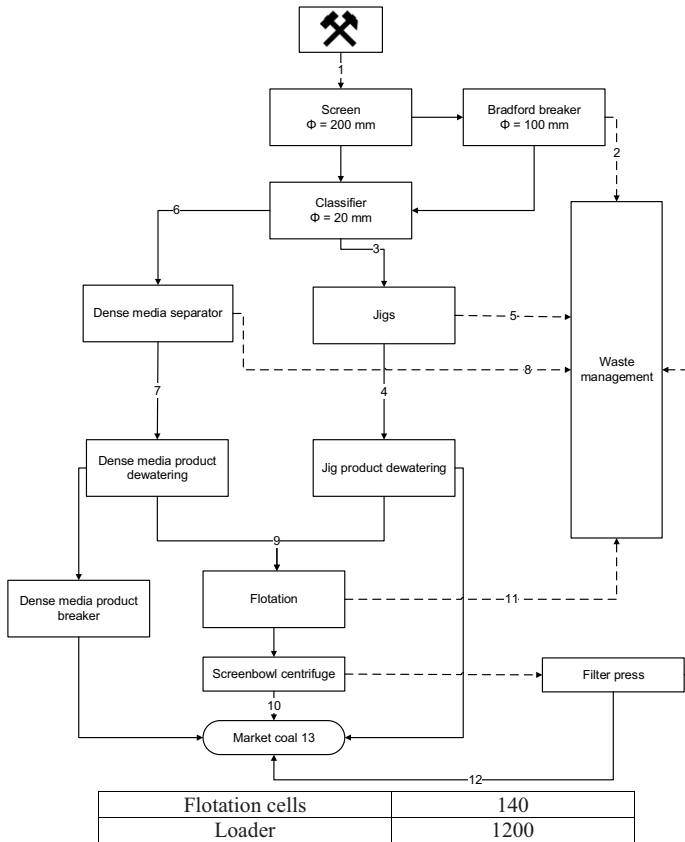 1
Screen
Φ = 200 mm
Bradford breaker
Φ = 100 mm
2
Classifier
Φ = 20 mm
6
3
Dense media separator
Jigs
5
Waste
management
8
7
4
Dense media product
dewatering
Jig product dewatering
9
Dense media product
breaker
Flotation
11
Screenbowl centrifuge
Filter press
10
Market coal 13
12
Flotation cells 140
Loader 1200